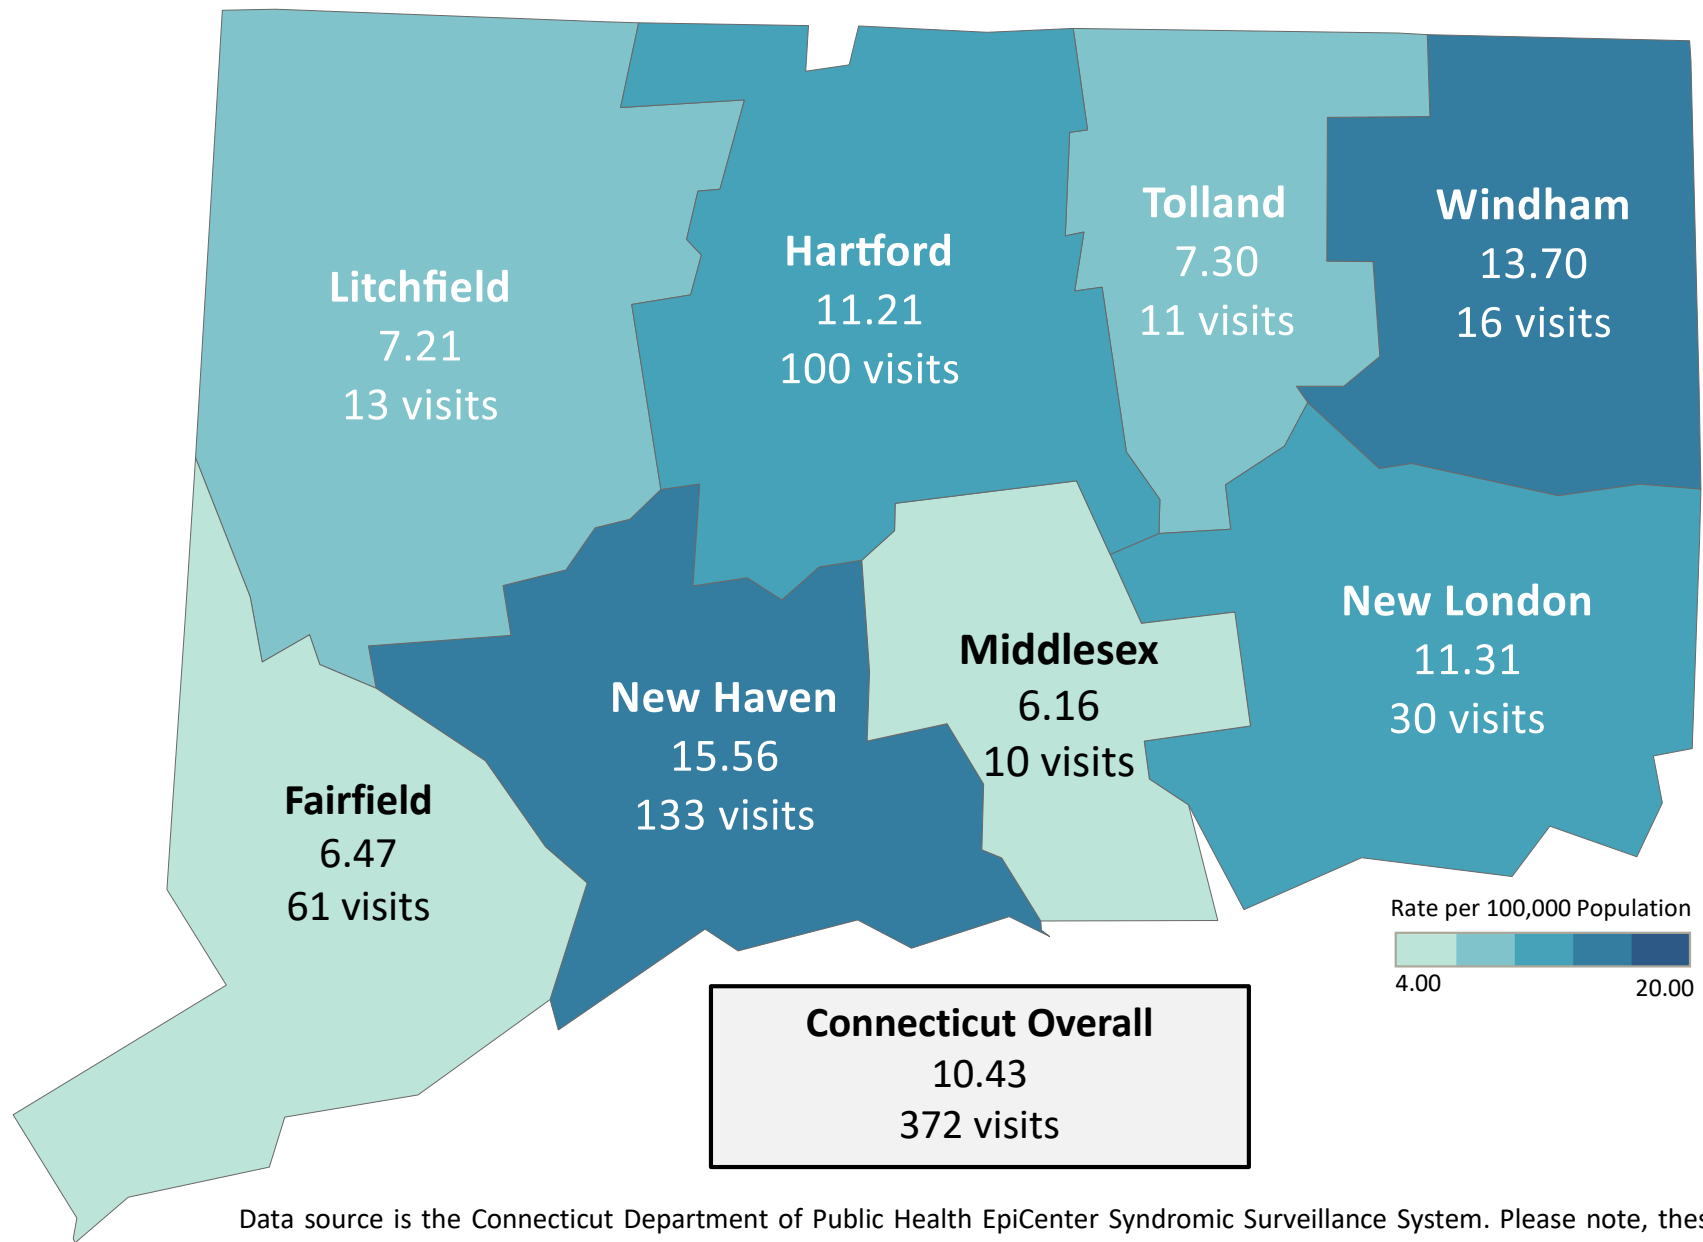 Litchfield
7.21
13 visits
Hartford
11.21
100 visits
Tolland
7.30
11 visits
Windham
13.70
16 visits
Fairfield
6.47
61 visits
New Haven
15.56
133 visits
Middlesex
6.16
10 visits
New London
11.31
30 visits
Rate per 100,000 Population
4.00
20.00
Connecticut Overall
10.43
372 visits
Data source is the Connecticut Department of Public Health EpiCenter Syndromic Surveillance System. Please note,